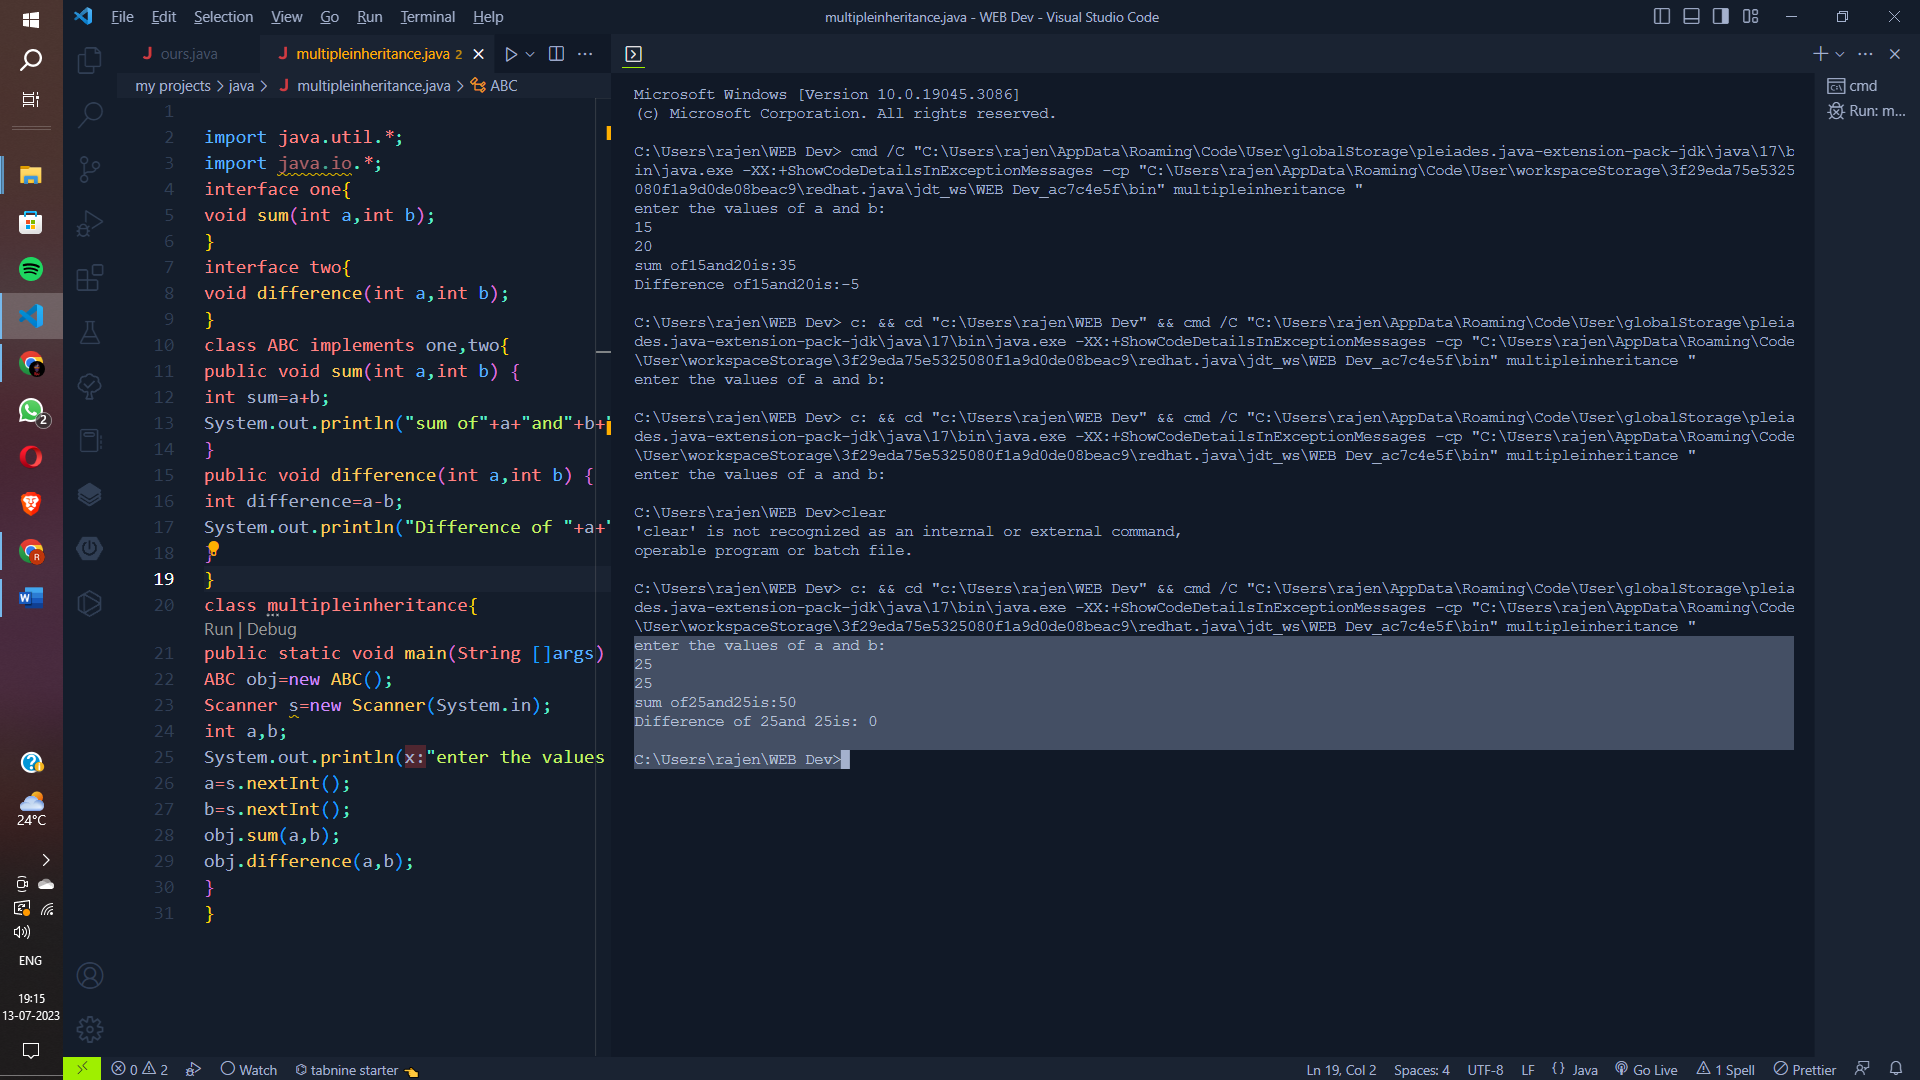 File Edit Selection View Go Run Terminal Help
multipleinheritance.java - WEB Dev - Visual Studio Code
J ours.java
J multipleinheritance.java 2
my projects > java > J multipleinheritance.java > ABC
1
2 import java.util.*;
3 import java.io.*;
4 interface one{
5 void sum(int a,int b);
6 }
7 interface two{
8 void difference(int a,int b);
9 }
10 class ABC implements one,two{
11 public void sum(int a,int b) {
12 int sum=a+b;
13 System.out.println("sum of"+a+"and"+b+"
14 }
15 public void difference(int a,int b) {
16 int difference=a-b;
17 System.out.println("Difference of "+a+"
18 }
19 }
20 class multipleinheritance{
Run | Debug
21 public static void main(String []args)
22 ABC obj=new ABC();
23 Scanner s=new Scanner(System.in);
24 int a,b;
25 System.out.println(x:"enter the values
26 a=s.nextInt();
27 b=s.nextInt();
28 obj.sum(a,b);
29 obj.difference(a,b);
30 }
31 }
Microsoft Windows [Version 10.0.19045.3086]
(c) Microsoft Corporation. All rights reserved.
C:\Users\rajen\WEB Dev> cmd /C "C:\Users\rajen\AppData\Roaming\Code\User\globalStorage\pleiades.java-extension-pack-jdk\java\17\b
in\java.exe -XX:+ShowCodeDetailsInExceptionMessages -cp "C:\Users\rajen\AppData\Roaming\Code\User\workspaceStorage\3f29eda75e5325
080f1a9d0de08beac9\redhat.java\jdt_ws\WEB Dev_ac7c4e5f\bin" multipleinheritance "
enter the values of a and b:
15
20
sum of15and20is:35
Difference of15and20is:-5
C:\Users\rajen\WEB Dev> c: && cd "c:\Users\rajen\WEB Dev" && cmd /C "C:\Users\rajen\AppData\Roaming\Code\User\globalStorage\pleia
des.java-extension-pack-jdk\java\17\bin\java.exe -XX:+ShowCodeDetailsInExceptionMessages -cp "C:\Users\rajen\AppData\Roaming\Code
\User\workspaceStorage\3f29eda75e5325080f1a9d0de08beac9\redhat.java\jdt_ws\WEB Dev_ac7c4e5f\bin" multipleinheritance "
enter the values of a and b:
C:\Users\rajen\WEB Dev> c: && cd "c:\Users\rajen\WEB Dev" && cmd /C "C:\Users\rajen\AppData\Roaming\Code\User\globalStorage\pleia
des.java-extension-pack-jdk\java\17\bin\java.exe -XX:+ShowCodeDetailsInExceptionMessages -cp "C:\Users\rajen\AppData\Roaming\Code
\User\workspaceStorage\3f29eda75e5325080f1a9d0de08beac9\redhat.java\jdt_ws\WEB Dev_ac7c4e5f\bin" multipleinheritance "
enter the values of a and b:
C:\Users\rajen\WEB Dev>clear
'clear' is not recognized as an internal or external command,
operable program or batch file.
C:\Users\rajen\WEB Dev> c: && cd "c:\Users\rajen\WEB Dev" && cmd /C "C:\Users\rajen\AppData\Roaming\Code\User\globalStorage\pleia
des.java-extension-pack-jdk\java\17\bin\java.exe -XX:+ShowCodeDetailsInExceptionMessages -cp "C:\Users\rajen\AppData\Roaming\Code
\User\workspaceStorage\3f29eda75e5325080f1a9d0de08beac9\redhat.java\jdt_ws\WEB Dev_ac7c4e5f\bin" multipleinheritance "
enter the values of a and b:
25
25
sum of25and25is:50
Difference of 25and 25is: 0
C:\Users\rajen\WEB Dev>
cmd
Run: m...
2
24°C
ENG
19:15
13-07-2023
0 2 Watch tabnine starter
Ln 19, Col 2 Spaces: 4 UTF-8 LF {} Java Go Live 1 Spell Prettier